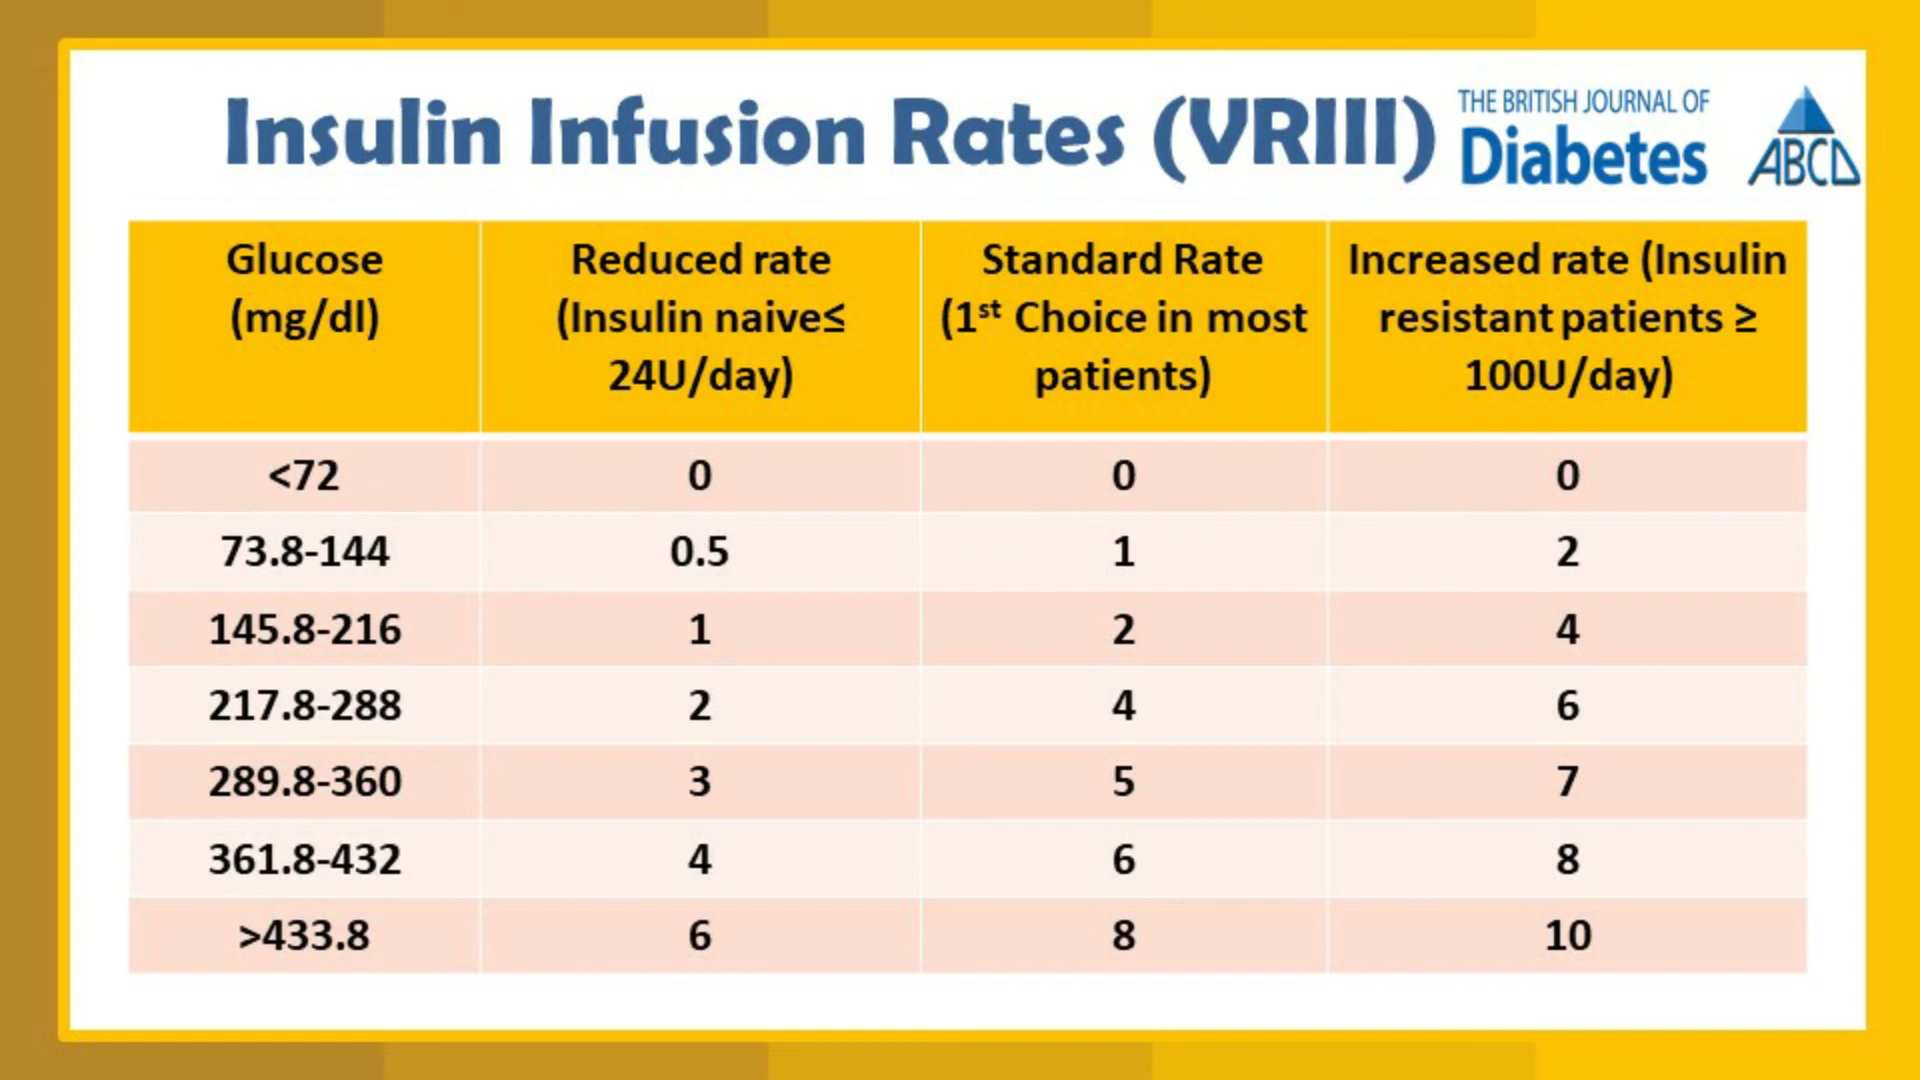 Insulin Infusion Rates (VRIII)
THE BRITISH JOURNAL OF
Diabetes
ABCD
Glucose
(mg/dl)
Reduced rate
(Insulin naive≤
24U/day)
Standard Rate
(1st Choice in most
patients)
Increased rate (Insulin
resistant patients ≥
100U/day)
<72 0 0 0
73.8-144 0.5 1 2
145.8-216 1 2 4
217.8-288 2 4 6
289.8-360 3 5 7
361.8-432 4 6 8
>433.8 6 8 10